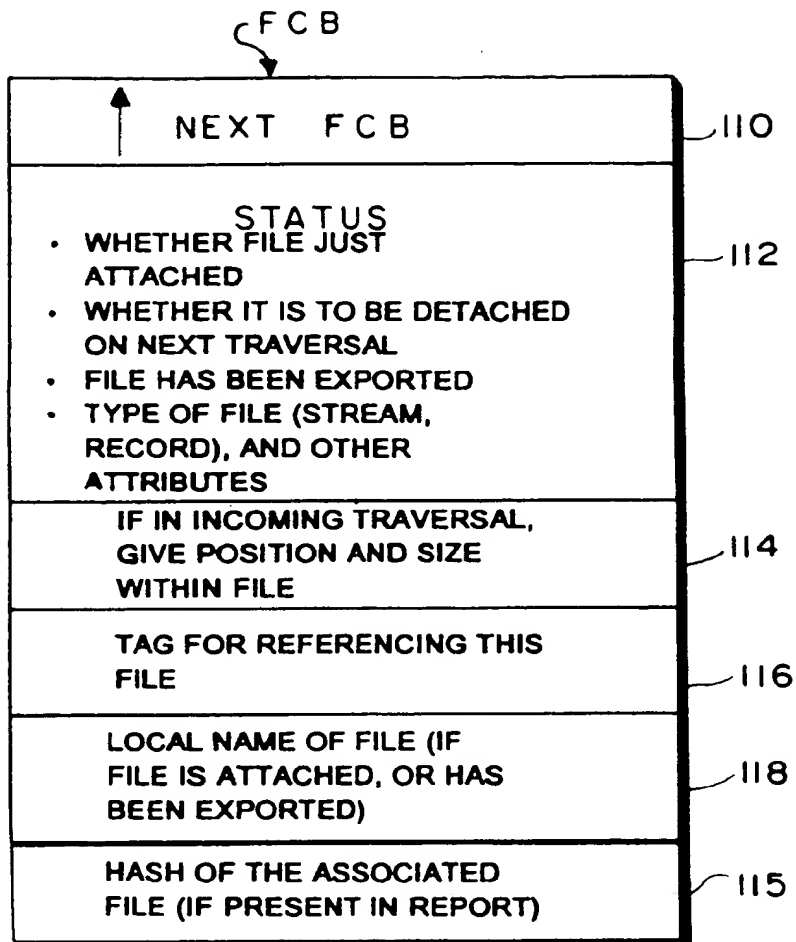 FCB
NEXT FCB
110
STATUS
• WHETHER FILE JUST
ATTACHED
112
• WHETHER IT IS TO BE DETACHED
ON NEXT TRAVERSAL
• FILE HAS BEEN EXPORTED
• TYPE OF FILE (STREAM,
RECORD), AND OTHER
ATTRIBUTES
IF IN INCOMING TRAVERSAL,
GIVE POSITION AND SIZE
WITHIN FILE
114
TAG FOR REFERENCING THIS
FILE
116
LOCAL NAME OF FILE (IF
FILE IS ATTACHED, OR HAS
BEEN EXPORTED)
118
HASH OF THE ASSOCIATED
FILE (IF PRESENT IN REPORT)
115